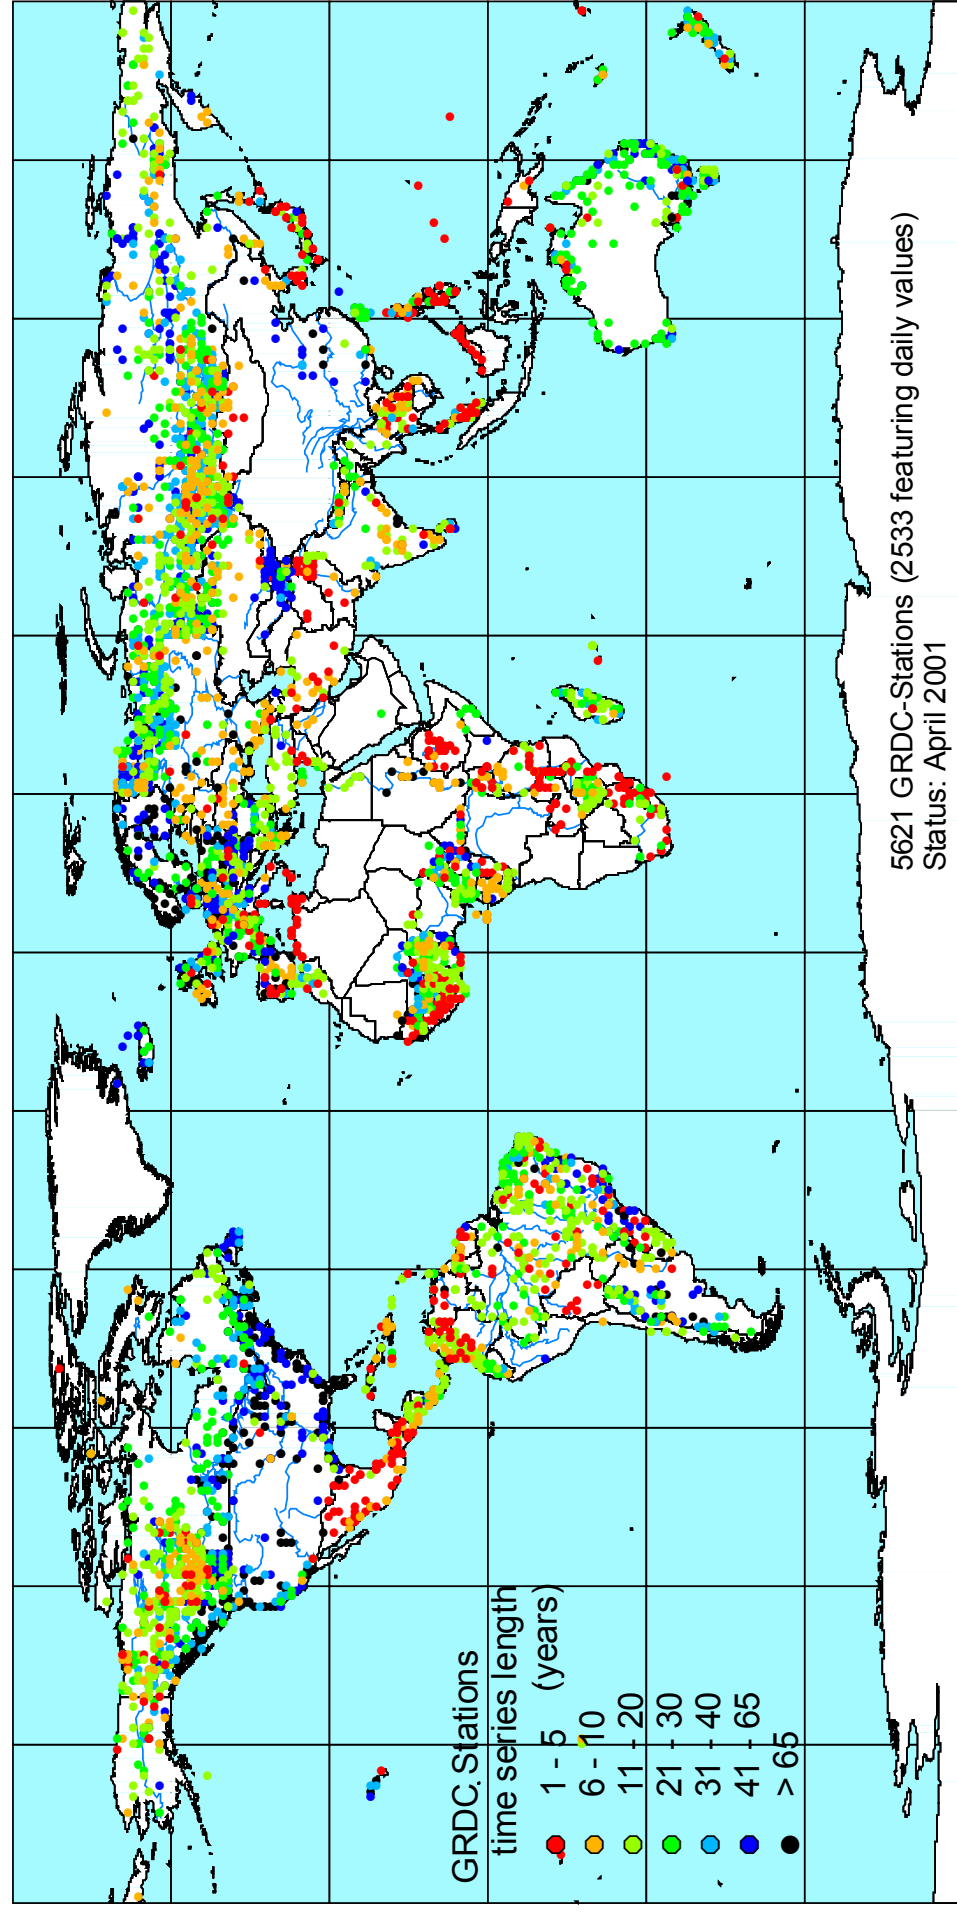 GRDC Stations
time series length
(years)
1 - 5
6 - 10
11 - 20
21 - 30
31 - 40
41 - 65
> 65
5621 GRDC-Stations (2533 featuring daily values)
Status: April 2001